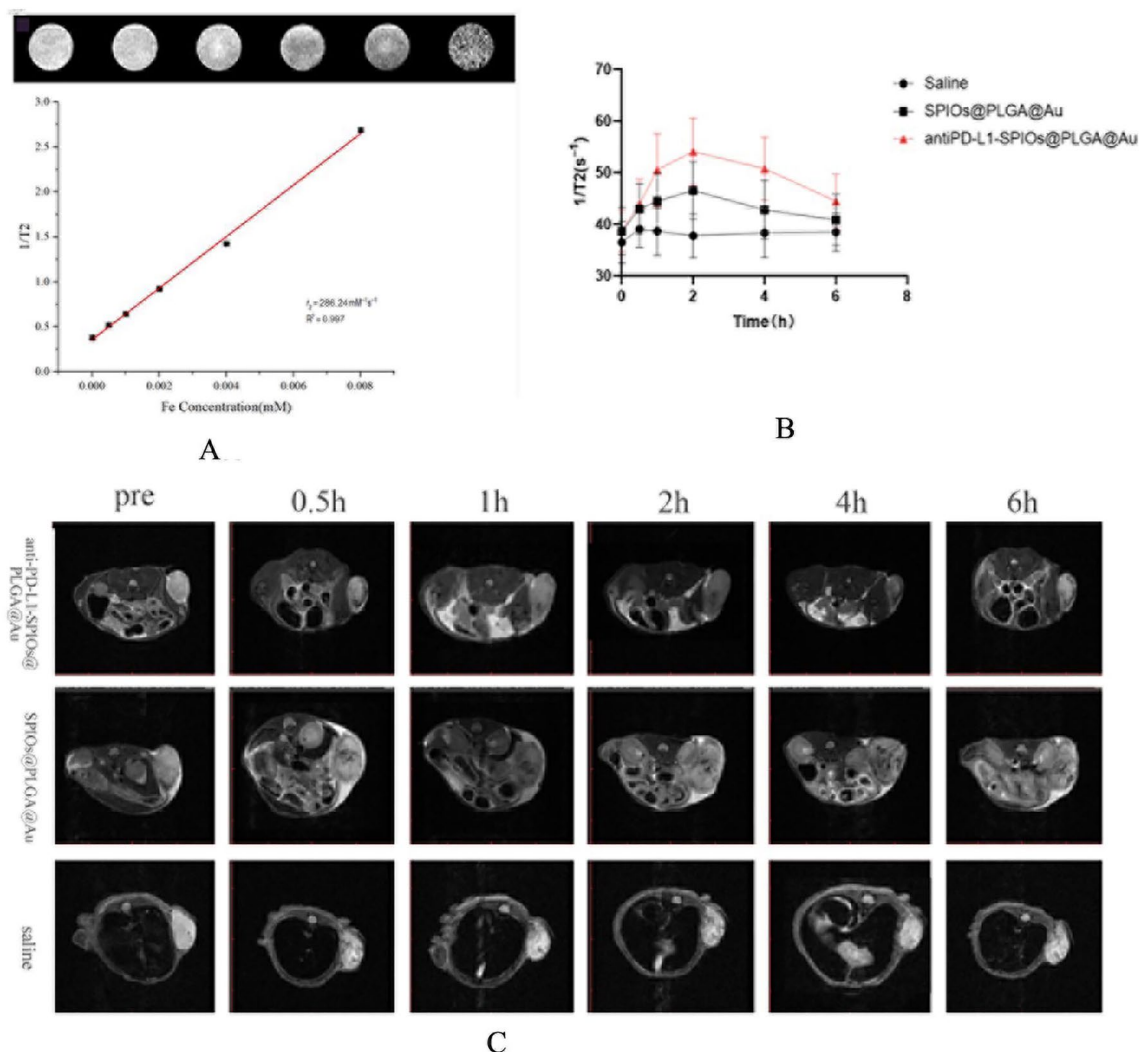 3.0
2.5
2.0
1.5
1.0
0.5
0.0
1/T2
r₂=286.24 mM⁻¹s⁻¹
R²=0.997
0.000 0.002 0.004 0.006 0.008
Fe Concentration(mM)
A
70
60
50
40
30
1/T2(s⁻¹)
0 2 4 6 8
Time(h)
Saline
SPIOs@PLGA@Au
antiPD-L1-SPIOs@PLGA@Au
B
pre 0.5h 1h 2h 4h 6h
anti-PD-L1-SPIOs@
PLGA@Au
SPIOs@PLGA@Au
saline
C